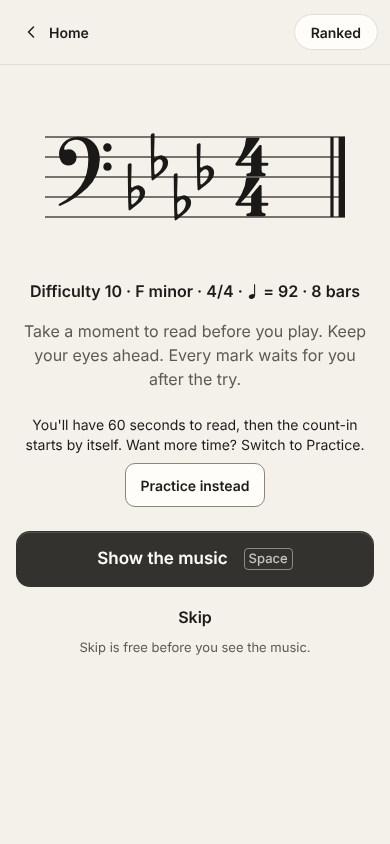 Home
Ranked
4
4
Difficulty 10 · F minor · 4/4 · ♩ = 92 · 8 bars
Take a moment to read before you play. Keep
your eyes ahead. Every mark waits for you
after the try.
You'll have 60 seconds to read, then the count-in
starts by itself. Want more time? Switch to Practice.
Practice instead
Show the music Space
Skip
Skip is free before you see the music.